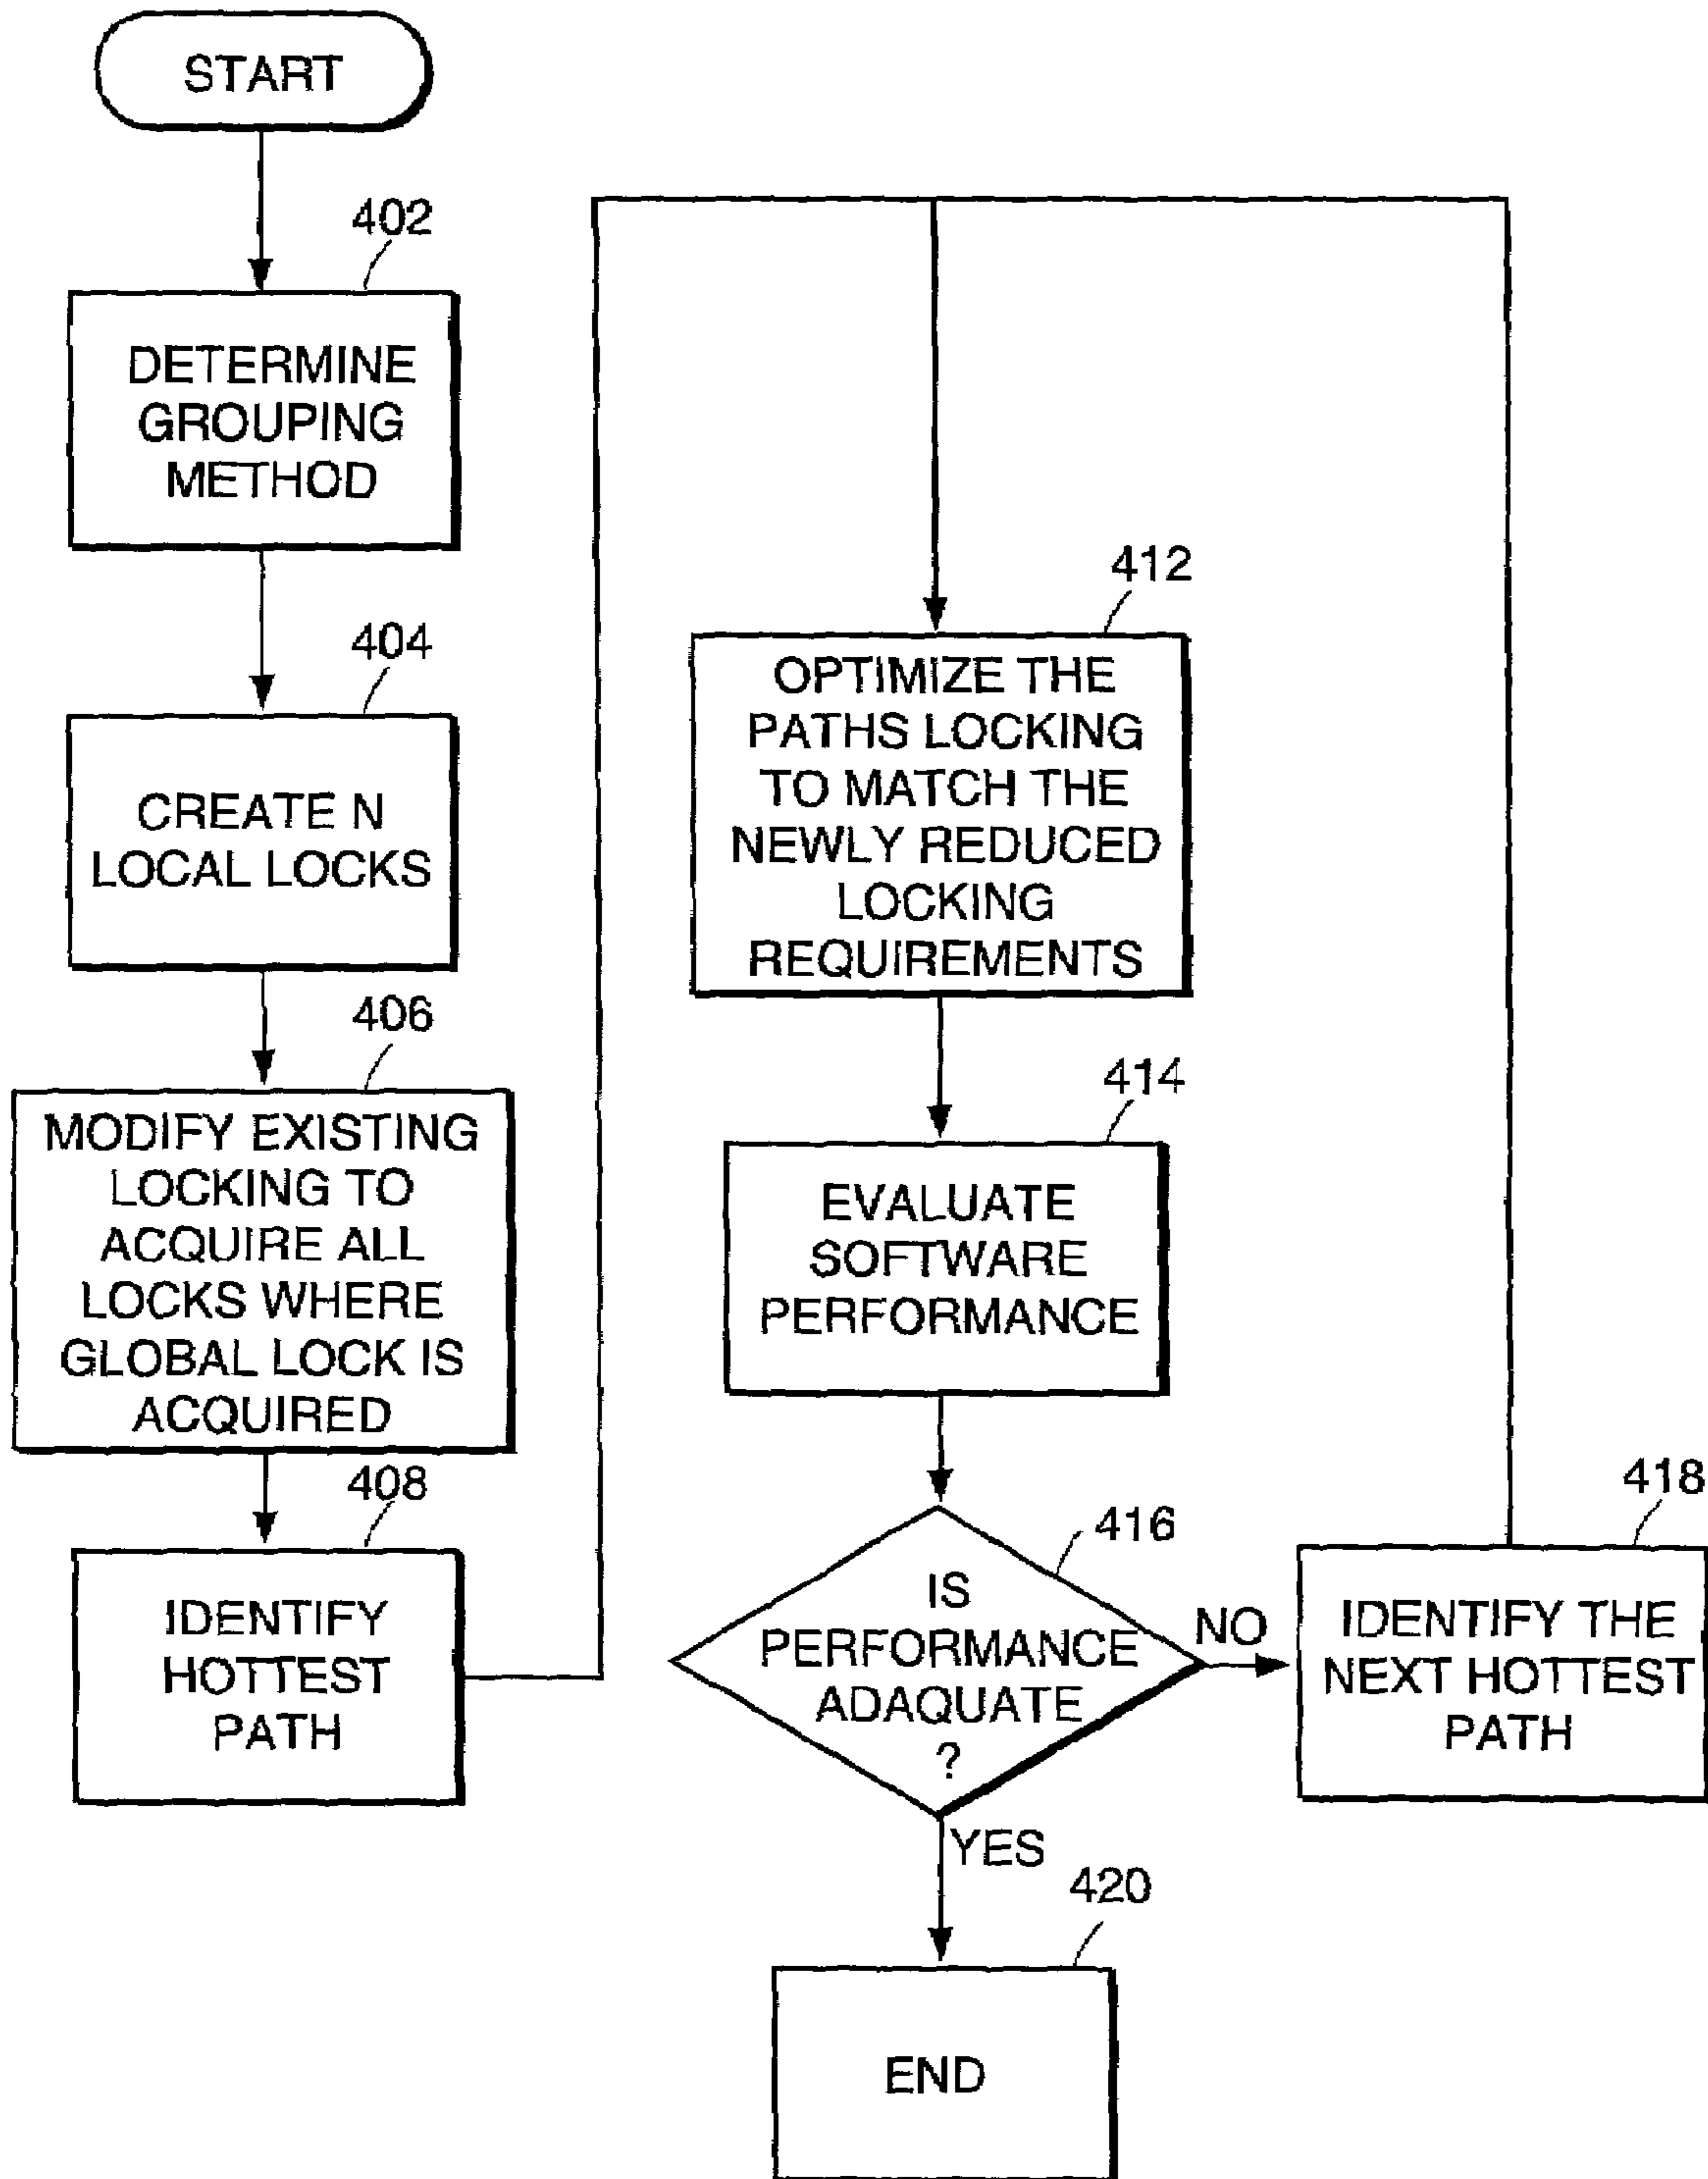 START
402
DETERMINE
GROUPING
METHOD
404
CREATE N
LOCAL LOCKS
406
MODIFY EXISTING
LOCKING TO
ACQUIRE ALL
LOCKS WHERE
GLOBAL LOCK IS
ACQUIRED
408
IDENTIFY
HOTTEST
PATH
412
OPTIMIZE THE
PATHS LOCKING
TO MATCH THE
NEWLY REDUCED
LOCKING
REQUIREMENTS
414
EVALUATE
SOFTWARE
PERFORMANCE
416
IS
PERFORMANCE
ADAQUATE
?
NO
YES
418
IDENTIFY THE
NEXT HOTTEST
PATH
420
END